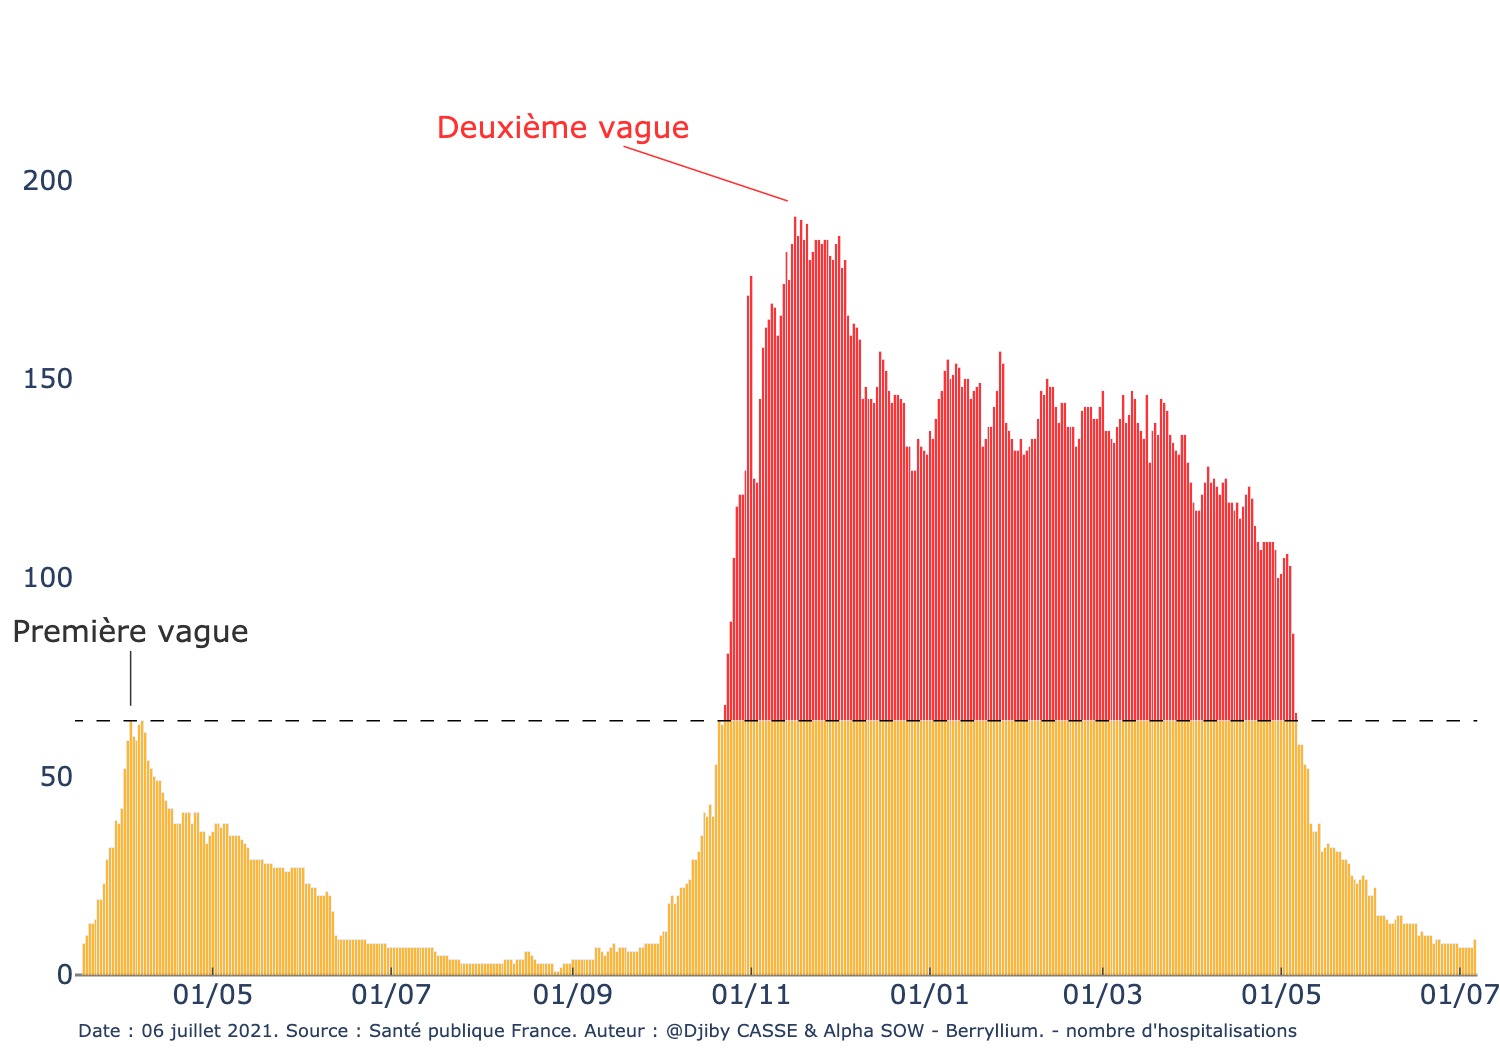 Deuxième vague
200
150
100
Première vague
50
0
01/05 01/07 01/09 01/11 01/01 01/03 01/05 01/07
Date : 06 juillet 2021. Source : Santé publique France. Auteur : @Djiby CASSE & Alpha SOW - Berryllium. - nombre d'hospitalisations